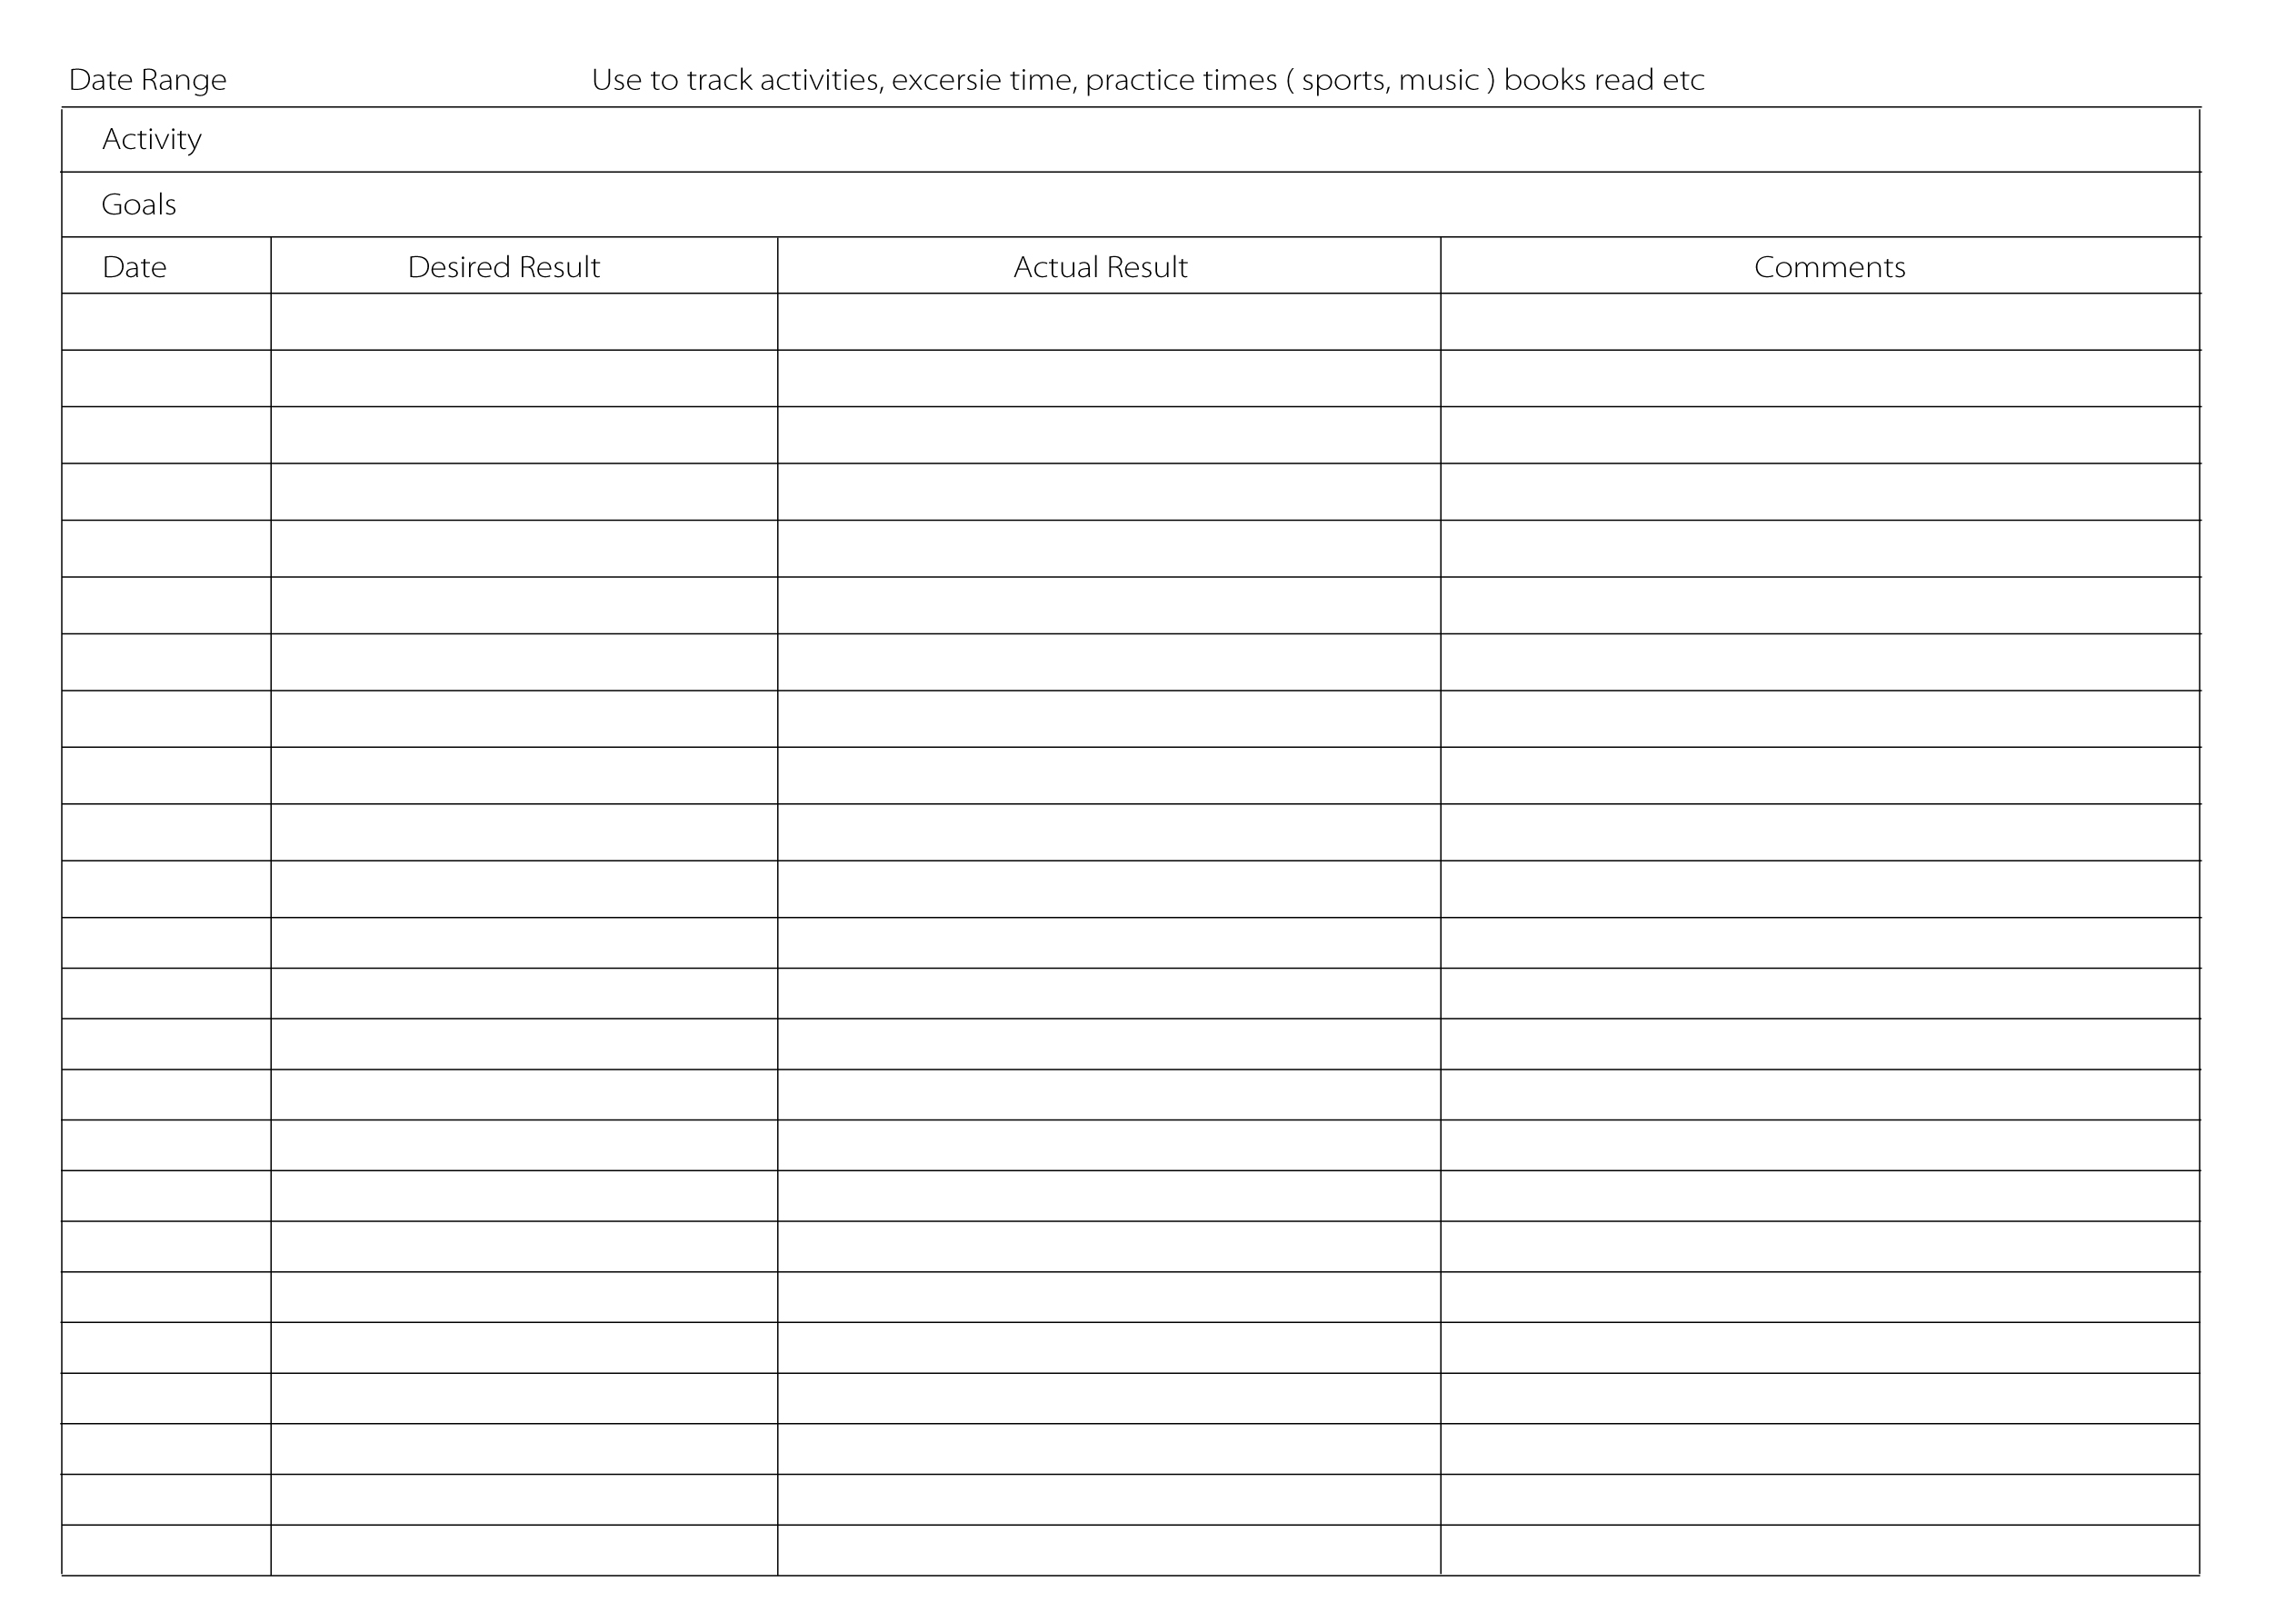 Date Range Use to track activities, excersie time, practice times ( sports, music ) books read etc
Activity
Goals
Date Desired Result Actual Result Comments